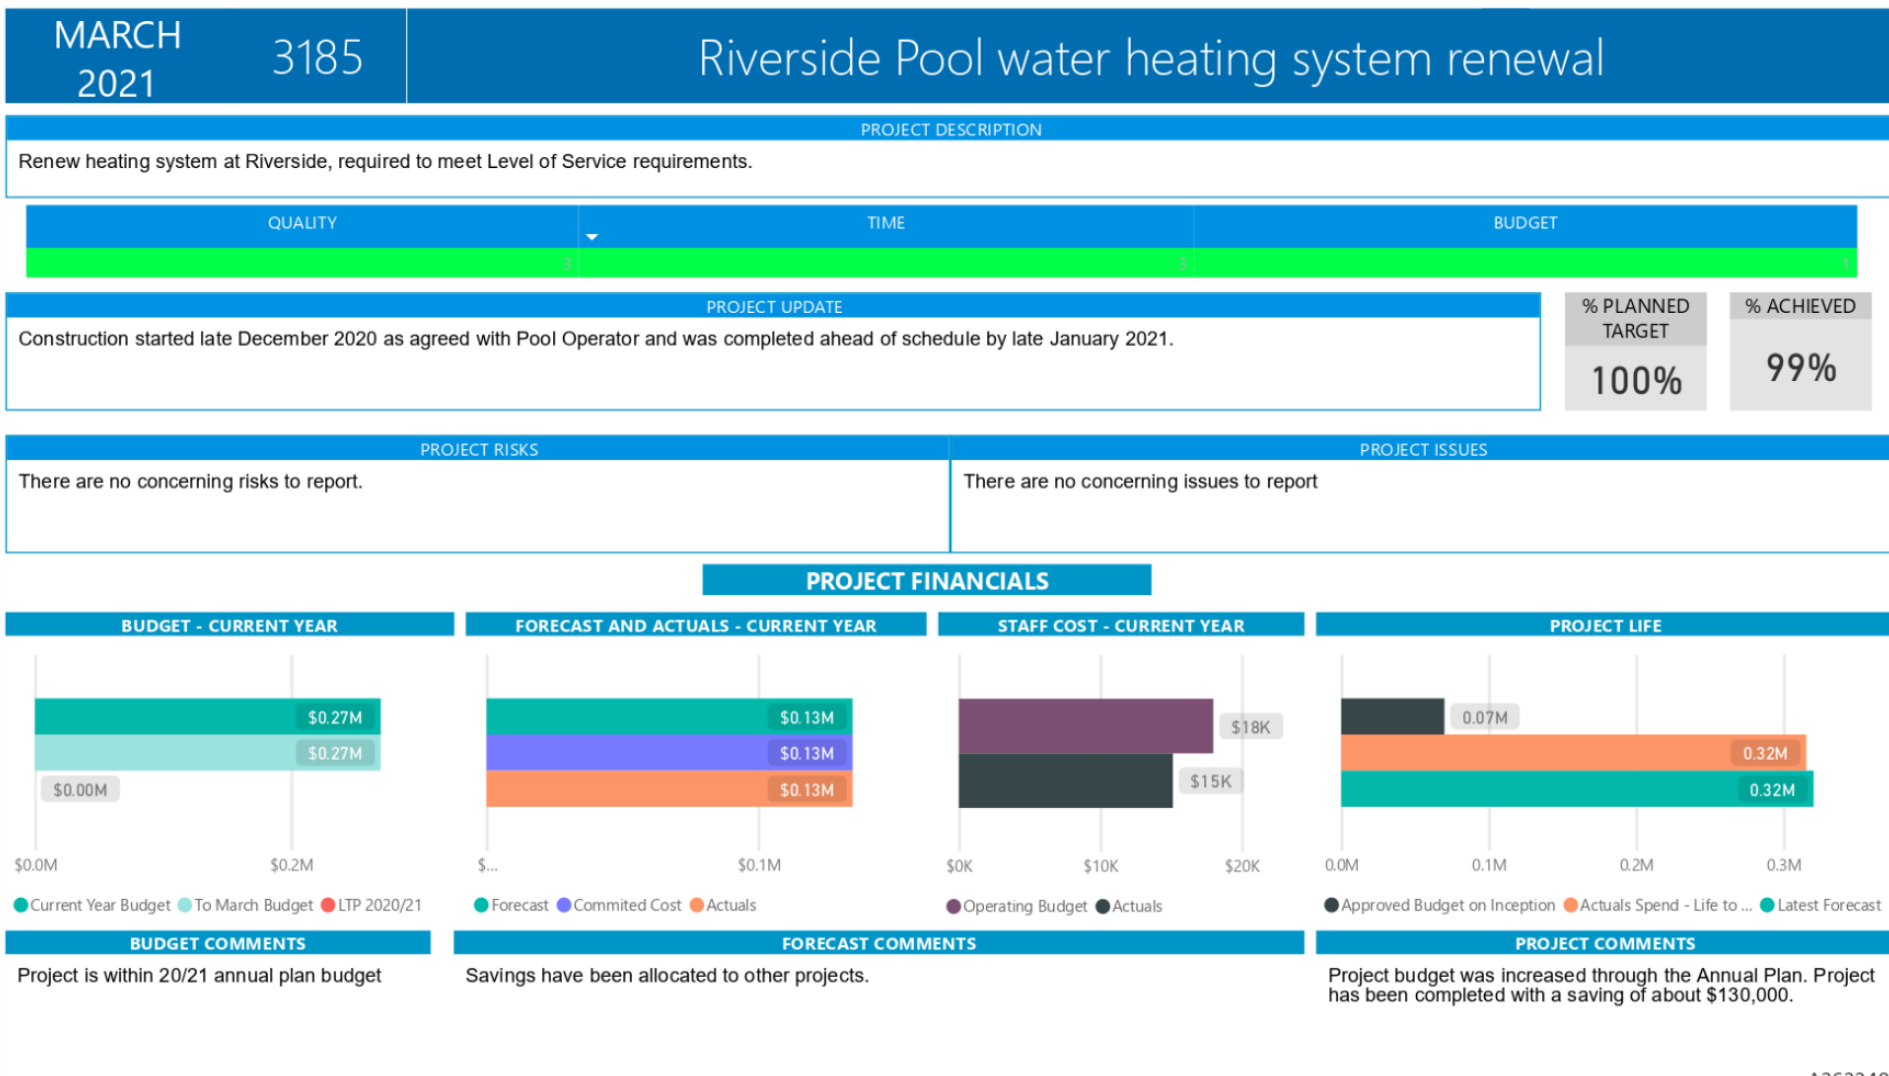 MARCH
2021
3185
Riverside Pool water heating system renewal
PROJECT DESCRIPTION
Renew heating system at Riverside, required to meet Level of Service requirements.
QUALITY TIME BUDGET
3 3 1
PROJECT UPDATE
Construction started late December 2020 as agreed with Pool Operator and was completed ahead of schedule by late January 2021.
% PLANNED
TARGET
100%
% ACHIEVED
99%
PROJECT RISKS
There are no concerning risks to report.
PROJECT ISSUES
There are no concerning issues to report
PROJECT FINANCIALS
BUDGET - CURRENT YEAR
$0.27M
$0.27M
$0.00M
$0.0M $0.2M
Current Year Budget To March Budget LTP 2020/21
FORECAST AND ACTUALS - CURRENT YEAR
$0.13M
$0.13M
$0.13M
$... $0.1M
Forecast Commited Cost Actuals
STAFF COST - CURRENT YEAR
$18K
$15K
$0K $10K $20K
Operating Budget Actuals
PROJECT LIFE
0.07M
0.32M
0.32M
0.0M 0.1M 0.2M 0.3M
Approved Budget on Inception Actuals Spend - Life to ... Latest Forecast
BUDGET COMMENTS
Project is within 20/21 annual plan budget
FORECAST COMMENTS
Savings have been allocated to other projects.
PROJECT COMMENTS
Project budget was increased through the Annual Plan. Project
has been completed with a saving of about $130,000.